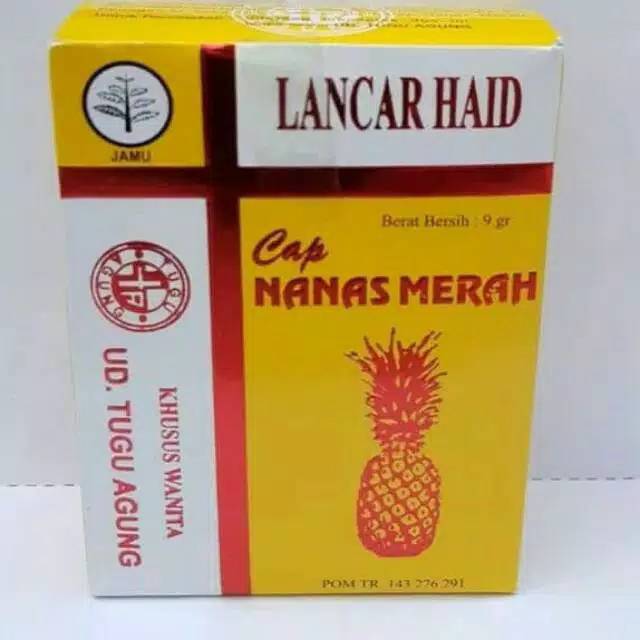 JAMU
LANCAR HAID
Berat Bersih : 9 gr
Cap
NANAS MERAH
TUGU
AGUNG
KHUSUS WANITA
UD. TUGU AGUNG
POM TR. 143 276 291